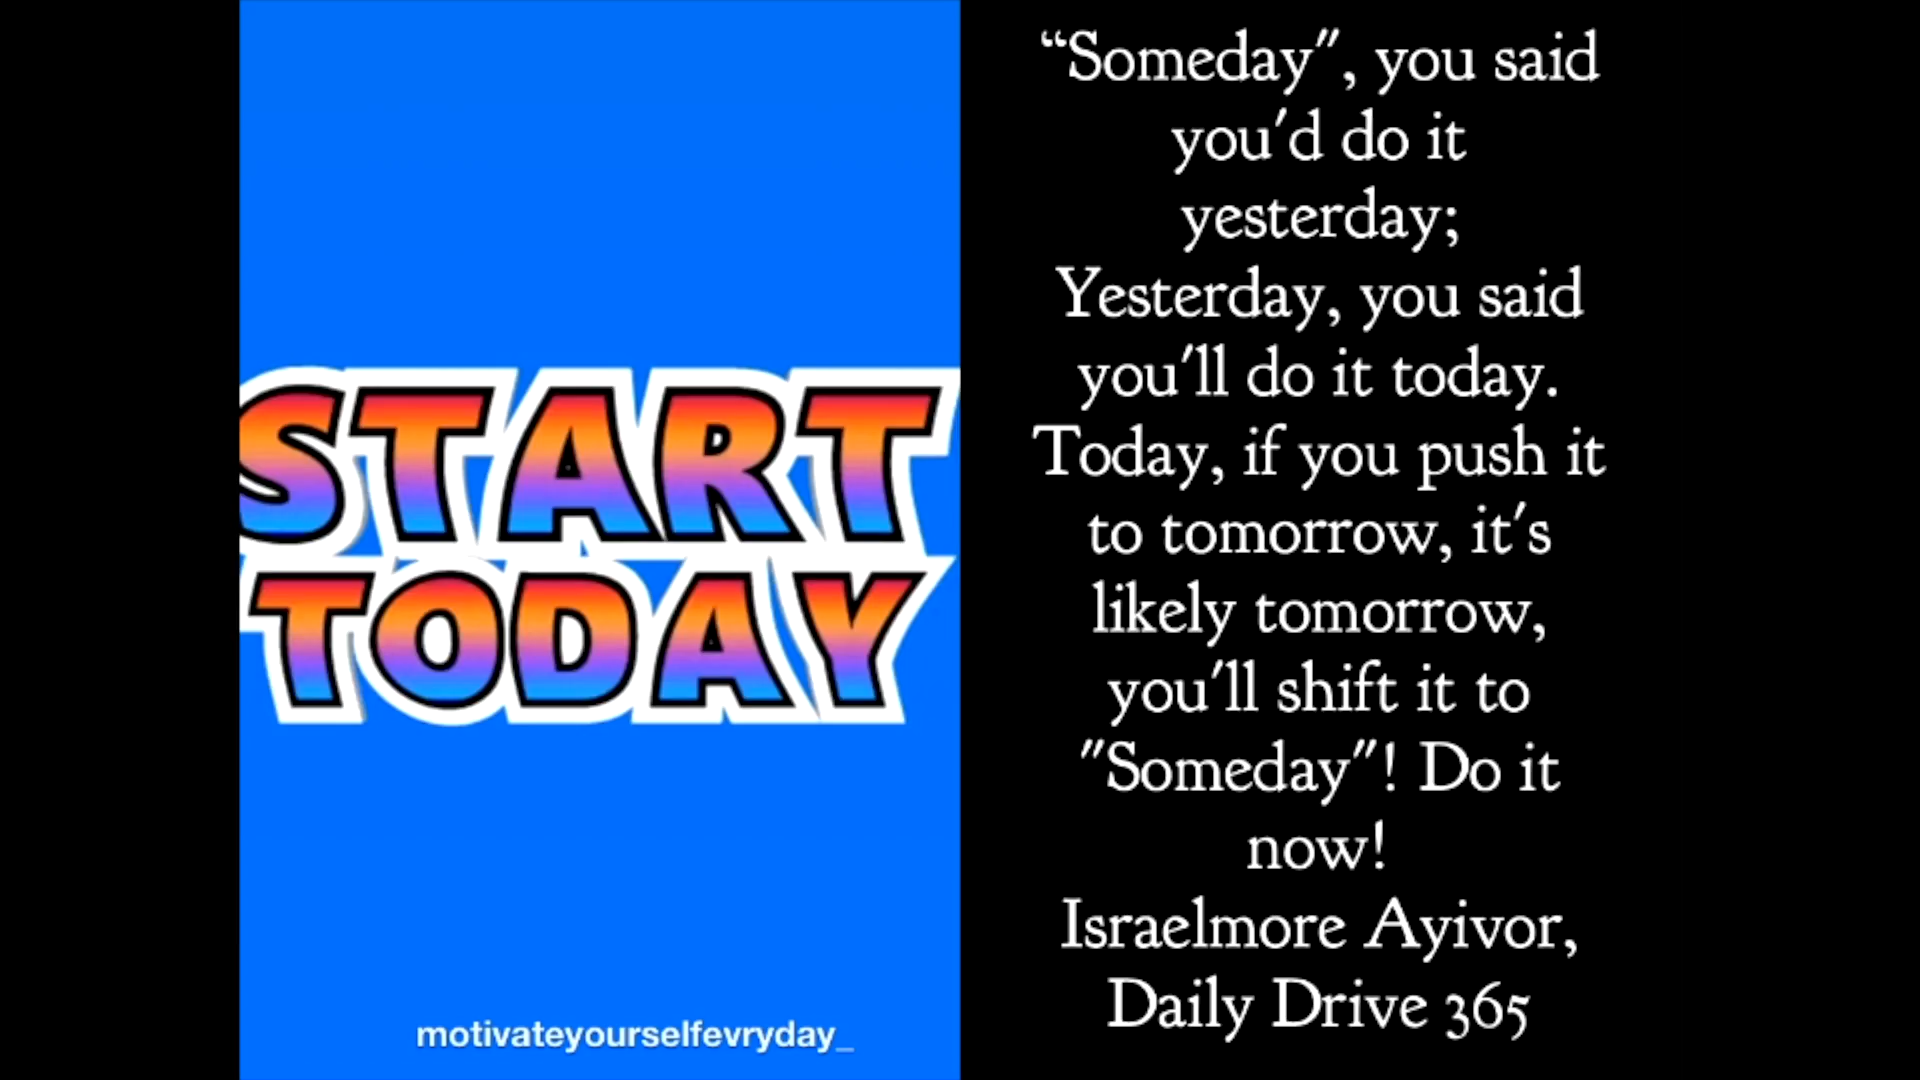 START
TODAY
motivateyourselfevryday_
“Someday", you said
you'd do it
yesterday;
Yesterday, you said
you'll do it today.
Today, if you push it
to tomorrow, it's
likely tomorrow,
you'll shift it to
"Someday"! Do it
now!
Israelmore Ayivor,
Daily Drive 365